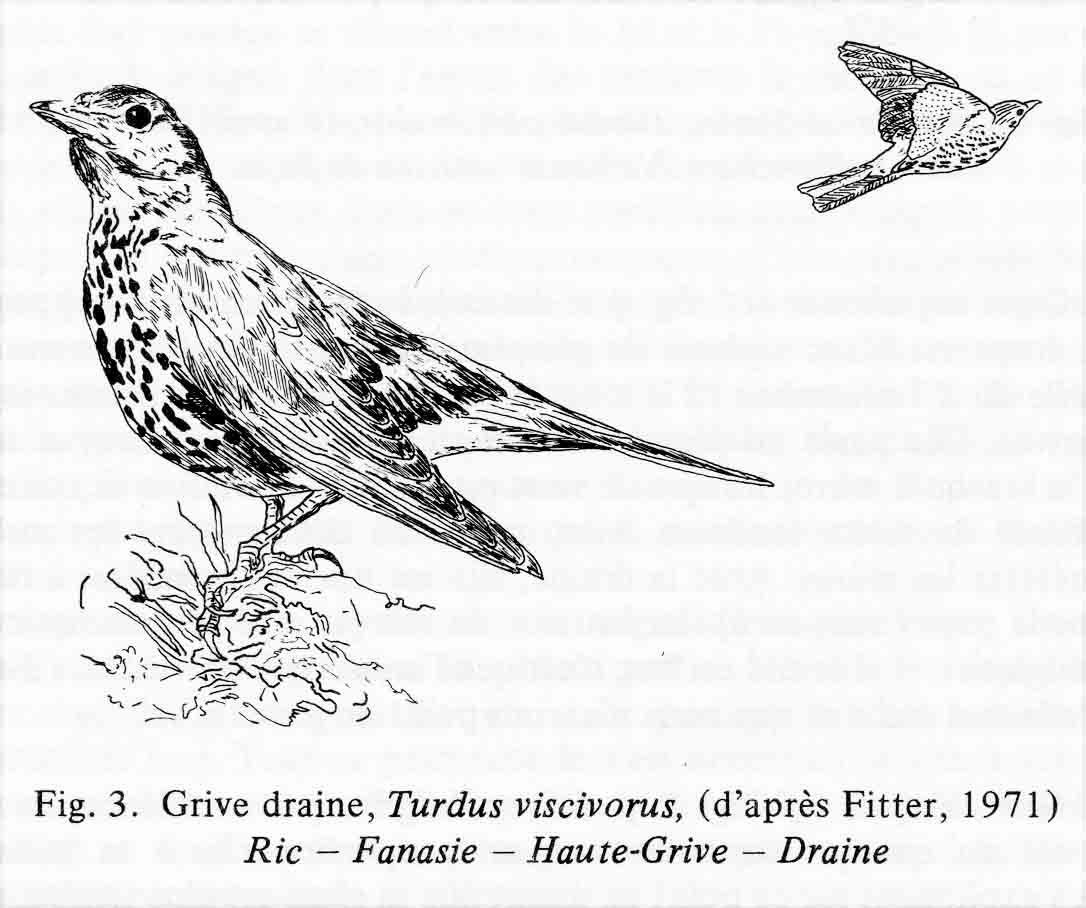 Fig. 3. Grive draine, Turdus viscivorus, (d'après Fitter, 1971)
Ric – Fanasie – Haute-Grive – Draine